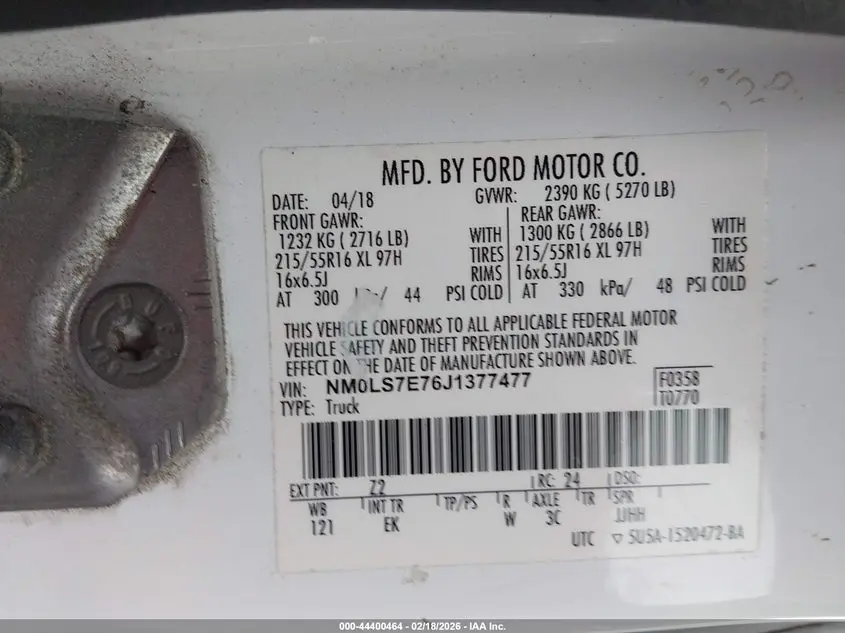 MFD. BY FORD MOTOR CO.
DATE: 04/18 GVWR: 2390 KG ( 5270 LB)
FRONT GAWR: REAR GAWR:
1232 KG ( 2716 LB) WITH 1300 KG ( 2866 LB) WITH
215/55R16 XL 97H TIRES 215/55R16 XL 97H TIRES
16x6.5J RIMS 16x6.5J RIMS
AT 300 / 44 PSI COLD AT 330 kPa/ 48 PSI COLD
THIS VEHICLE CONFORMS TO ALL APPLICABLE FEDERAL MOTOR
VEHICLE SAFETY AND THEFT PREVENTION STANDARDS IN
EFFECT ON THE DATE OF MANUFACTURE SHOWN ABOVE.
VIN: NM0LS7E76J1377477 F0358
TYPE: Truck T0770
EXT PNT: Z2 RC: 24 DSO:
WB INT TR TP/PS R AXLE TR SPR
121 EK W 3C JJHH
UTC ▽ 5U5A-1520472-BA
000-44400464 - 02/18/2026 - IAA Inc.